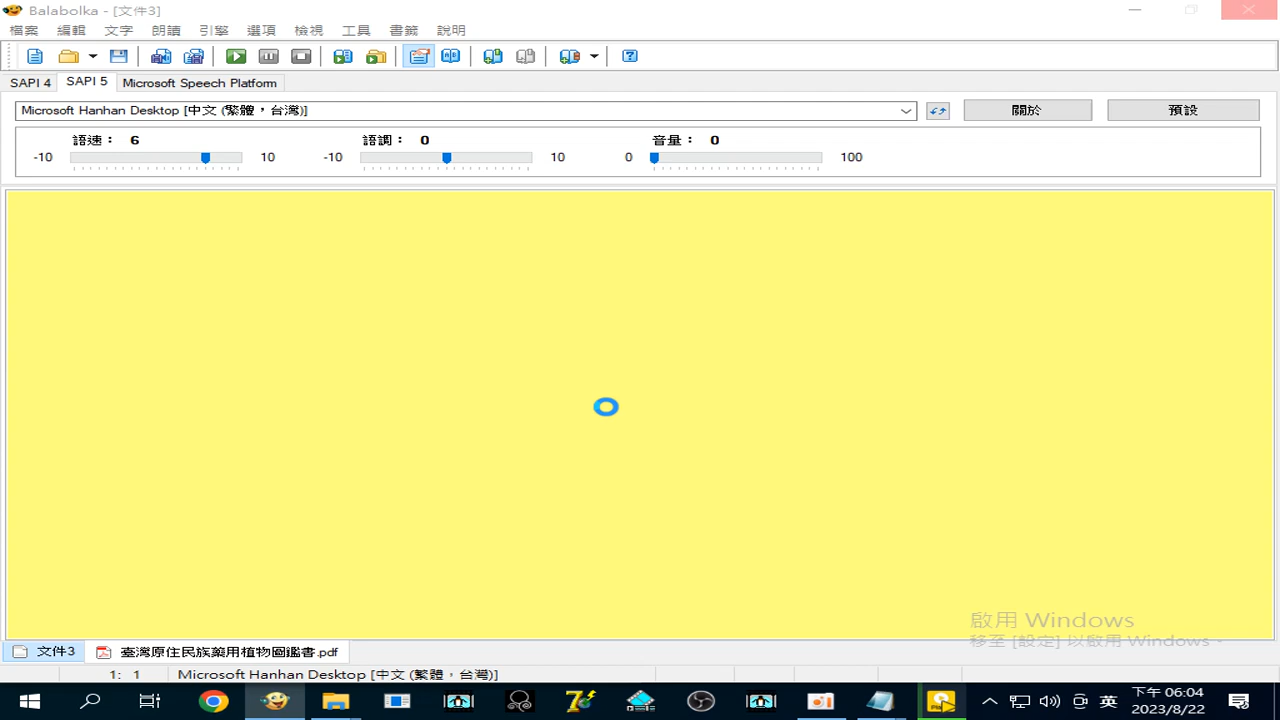 Balabolka - [文件3]
檔案 編輯 文字 朗讀 引擎 選項 檢視 工具 書籤 說明
SAPI 4 SAPI 5 Microsoft Speech Platform
Microsoft Hanhan Desktop [中文 (繁體，台灣)] 關於 預設
語速： 6 語調： 0 音量： 0
-10 10 -10 10 0 100
啟用 Windows
移至 [設定] 以啟用 Windows。
文件3 臺灣原住民族藥用植物圖鑑書.pdf
1: 1 Microsoft Hanhan Desktop [中文 (繁體，台灣)]
英 下午 06:04
2023/8/22